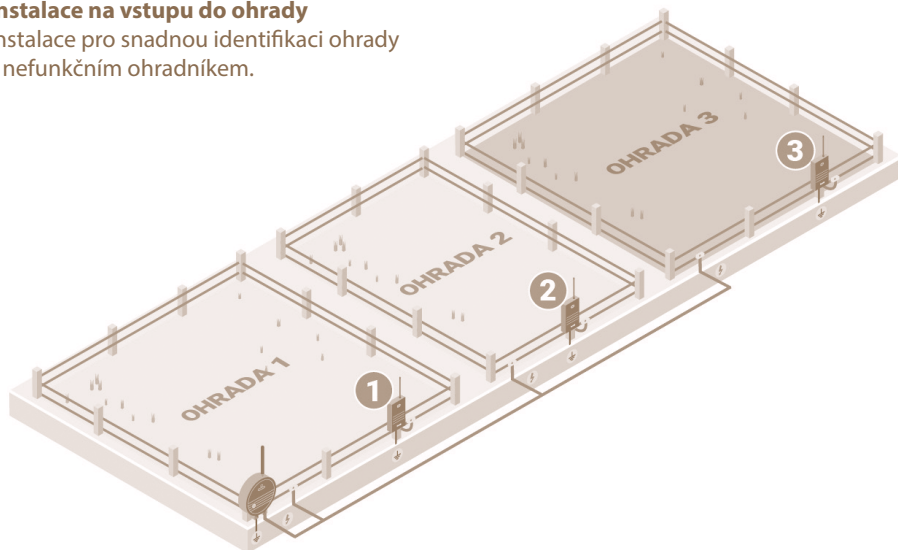 nstalace na vstupu do ohrady
nstalace pro snadnou identifikaci ohrady
nefunkčním ohradníkem.
OHRADA 3
3
OHRADA 2
2
OHRADA 1
1